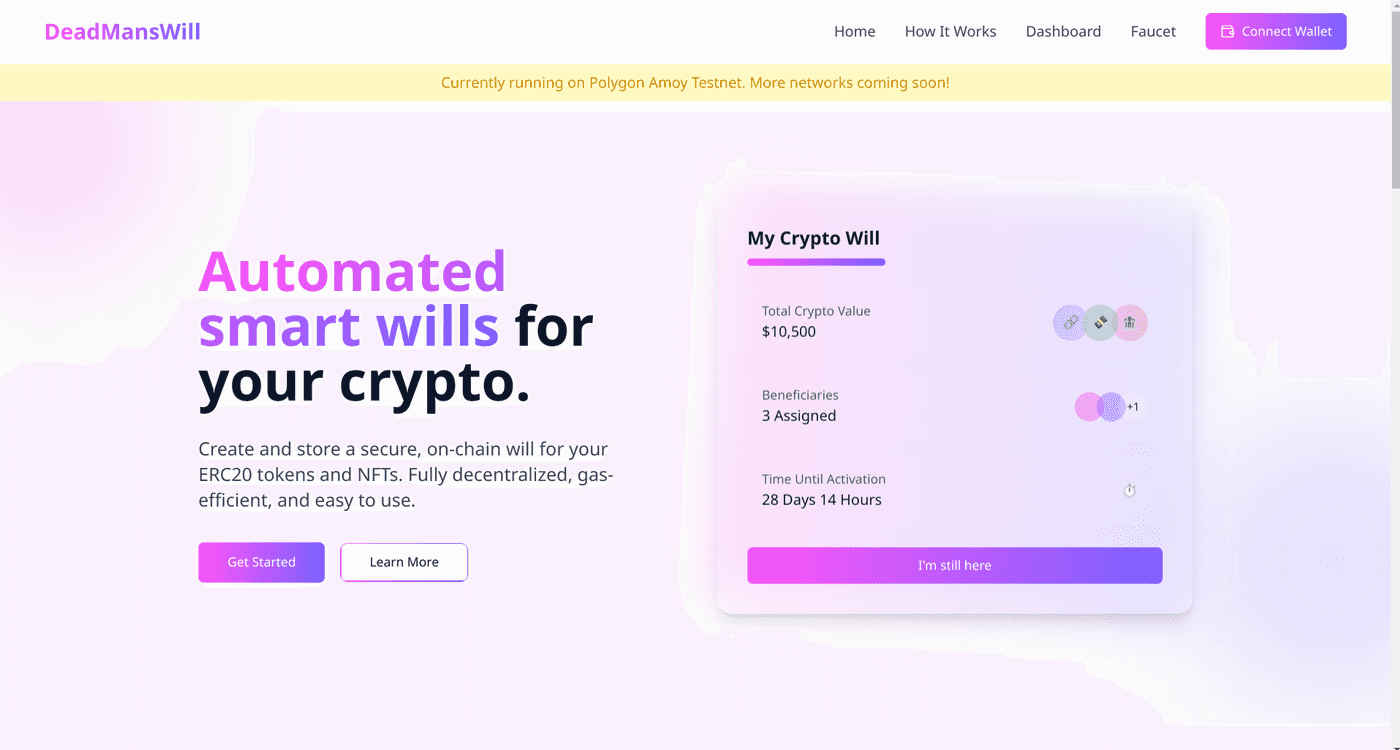 DeadMansWill
Home
How It Works
Dashboard
Faucet
Connect Wallet
Currently running on Polygon Amoy Testnet. More networks coming soon!
Automated
smart wills for
your crypto.
Create and store a secure, on-chain will for your
ERC20 tokens and NFTs. Fully decentralized, gas-
efficient, and easy to use.
Get Started
Learn More
My Crypto Will
Total Crypto Value
$10,500
Beneficiaries
3 Assigned
+1
Time Until Activation
28 Days 14 Hours
I'm still here